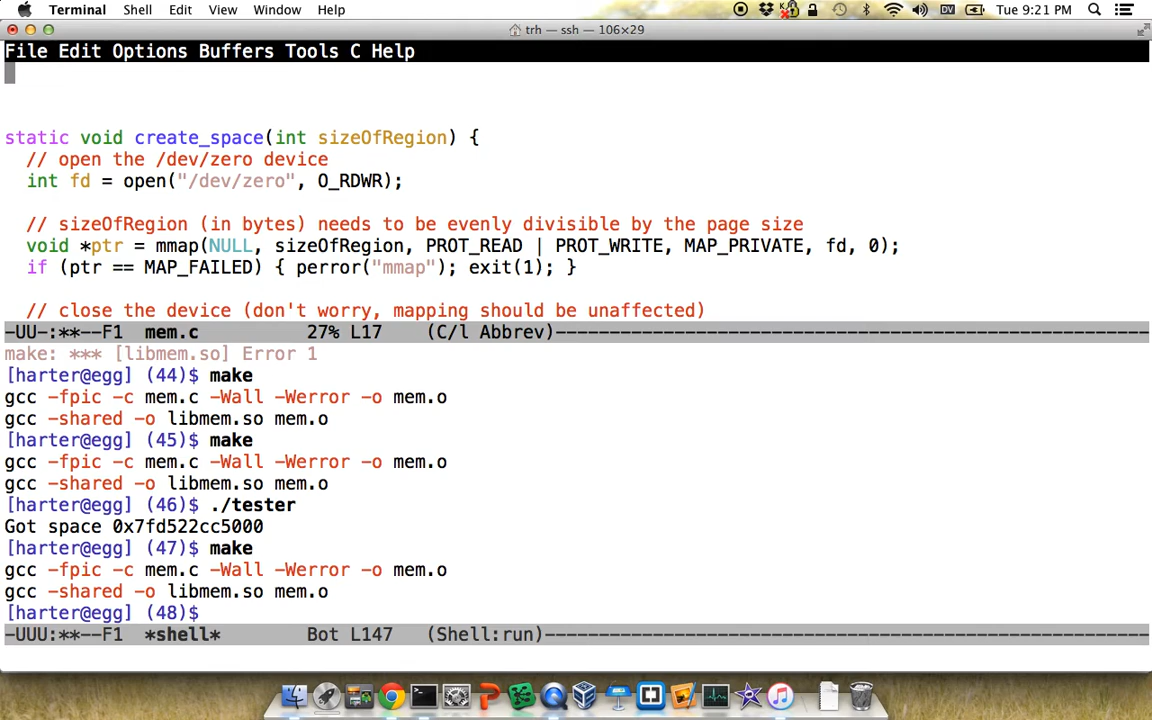 Terminal Shell Edit View Window Help Tue 9:21 PM
trh — ssh — 106×29
File Edit Options Buffers Tools C Help
static void create_space(int sizeOfRegion) {
// open the /dev/zero device
int fd = open("/dev/zero", O_RDWR);
// sizeOfRegion (in bytes) needs to be evenly divisible by the page size
void *ptr = mmap(NULL, sizeOfRegion, PROT_READ | PROT_WRITE, MAP_PRIVATE, fd, 0);
if (ptr == MAP_FAILED) { perror("mmap"); exit(1); }
// close the device (don't worry, mapping should be unaffected)
-UU-:**--F1 mem.c 27% L17 (C/l Abbrev)-------------------------------------------------------
make: *** [libmem.so] Error 1
[harter@egg] (44)$ make
gcc -fpic -c mem.c -Wall -Werror -o mem.o
gcc -shared -o libmem.so mem.o
[harter@egg] (45)$ make
gcc -fpic -c mem.c -Wall -Werror -o mem.o
gcc -shared -o libmem.so mem.o
[harter@egg] (46)$ ./tester
Got space 0x7fd522cc5000
[harter@egg] (47)$ make
gcc -fpic -c mem.c -Wall -Werror -o mem.o
gcc -shared -o libmem.so mem.o
[harter@egg] (48)$
-UUU:**--F1 *shell* Bot L147 (Shell:run)---------------------------------------------------------